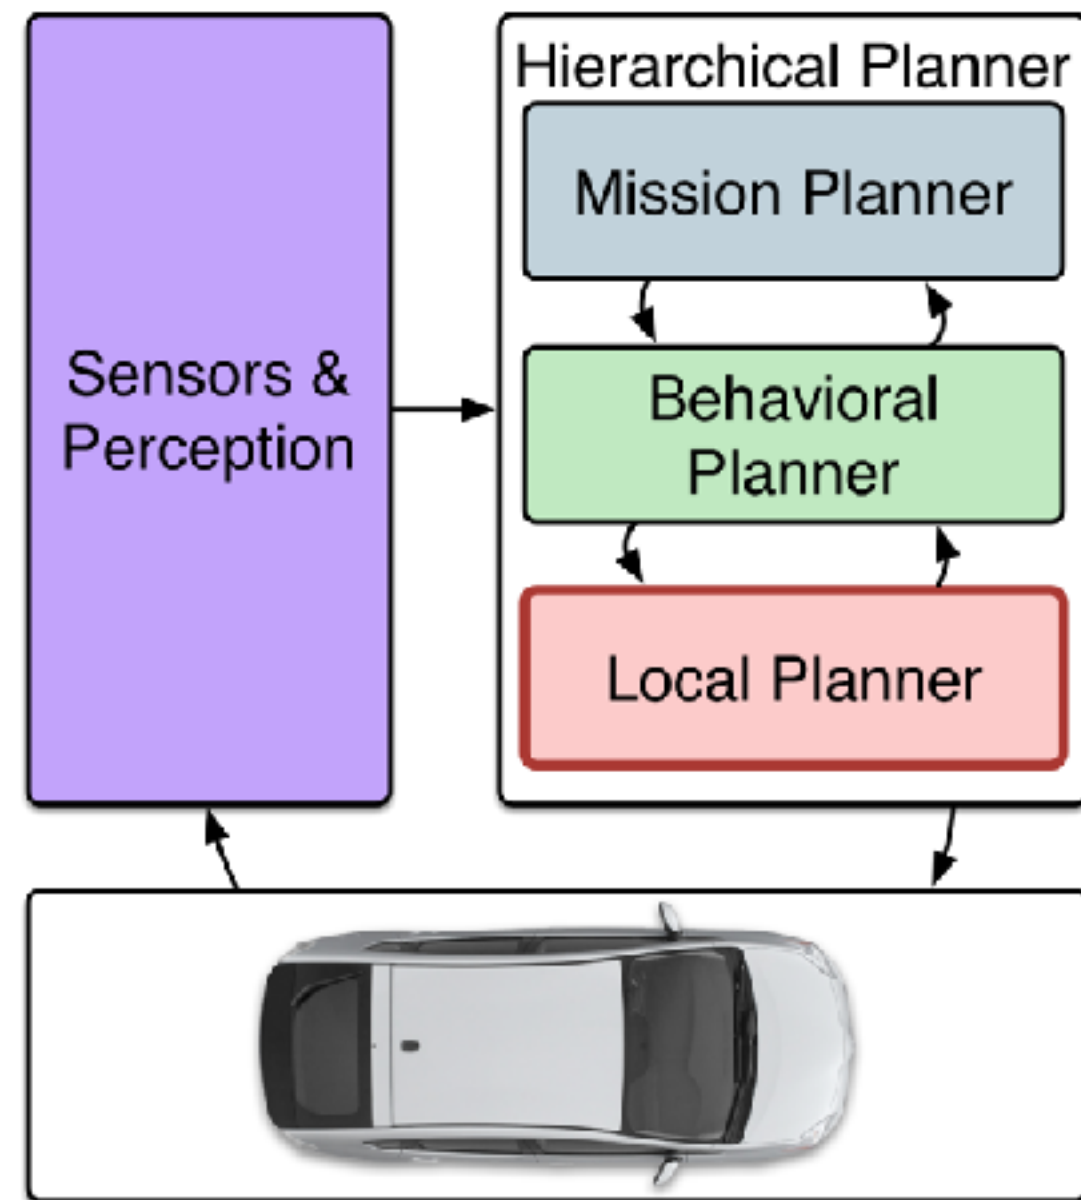 Sensors &
Perception
Hierarchical Planner
Mission Planner
Behavioral
Planner
Local Planner